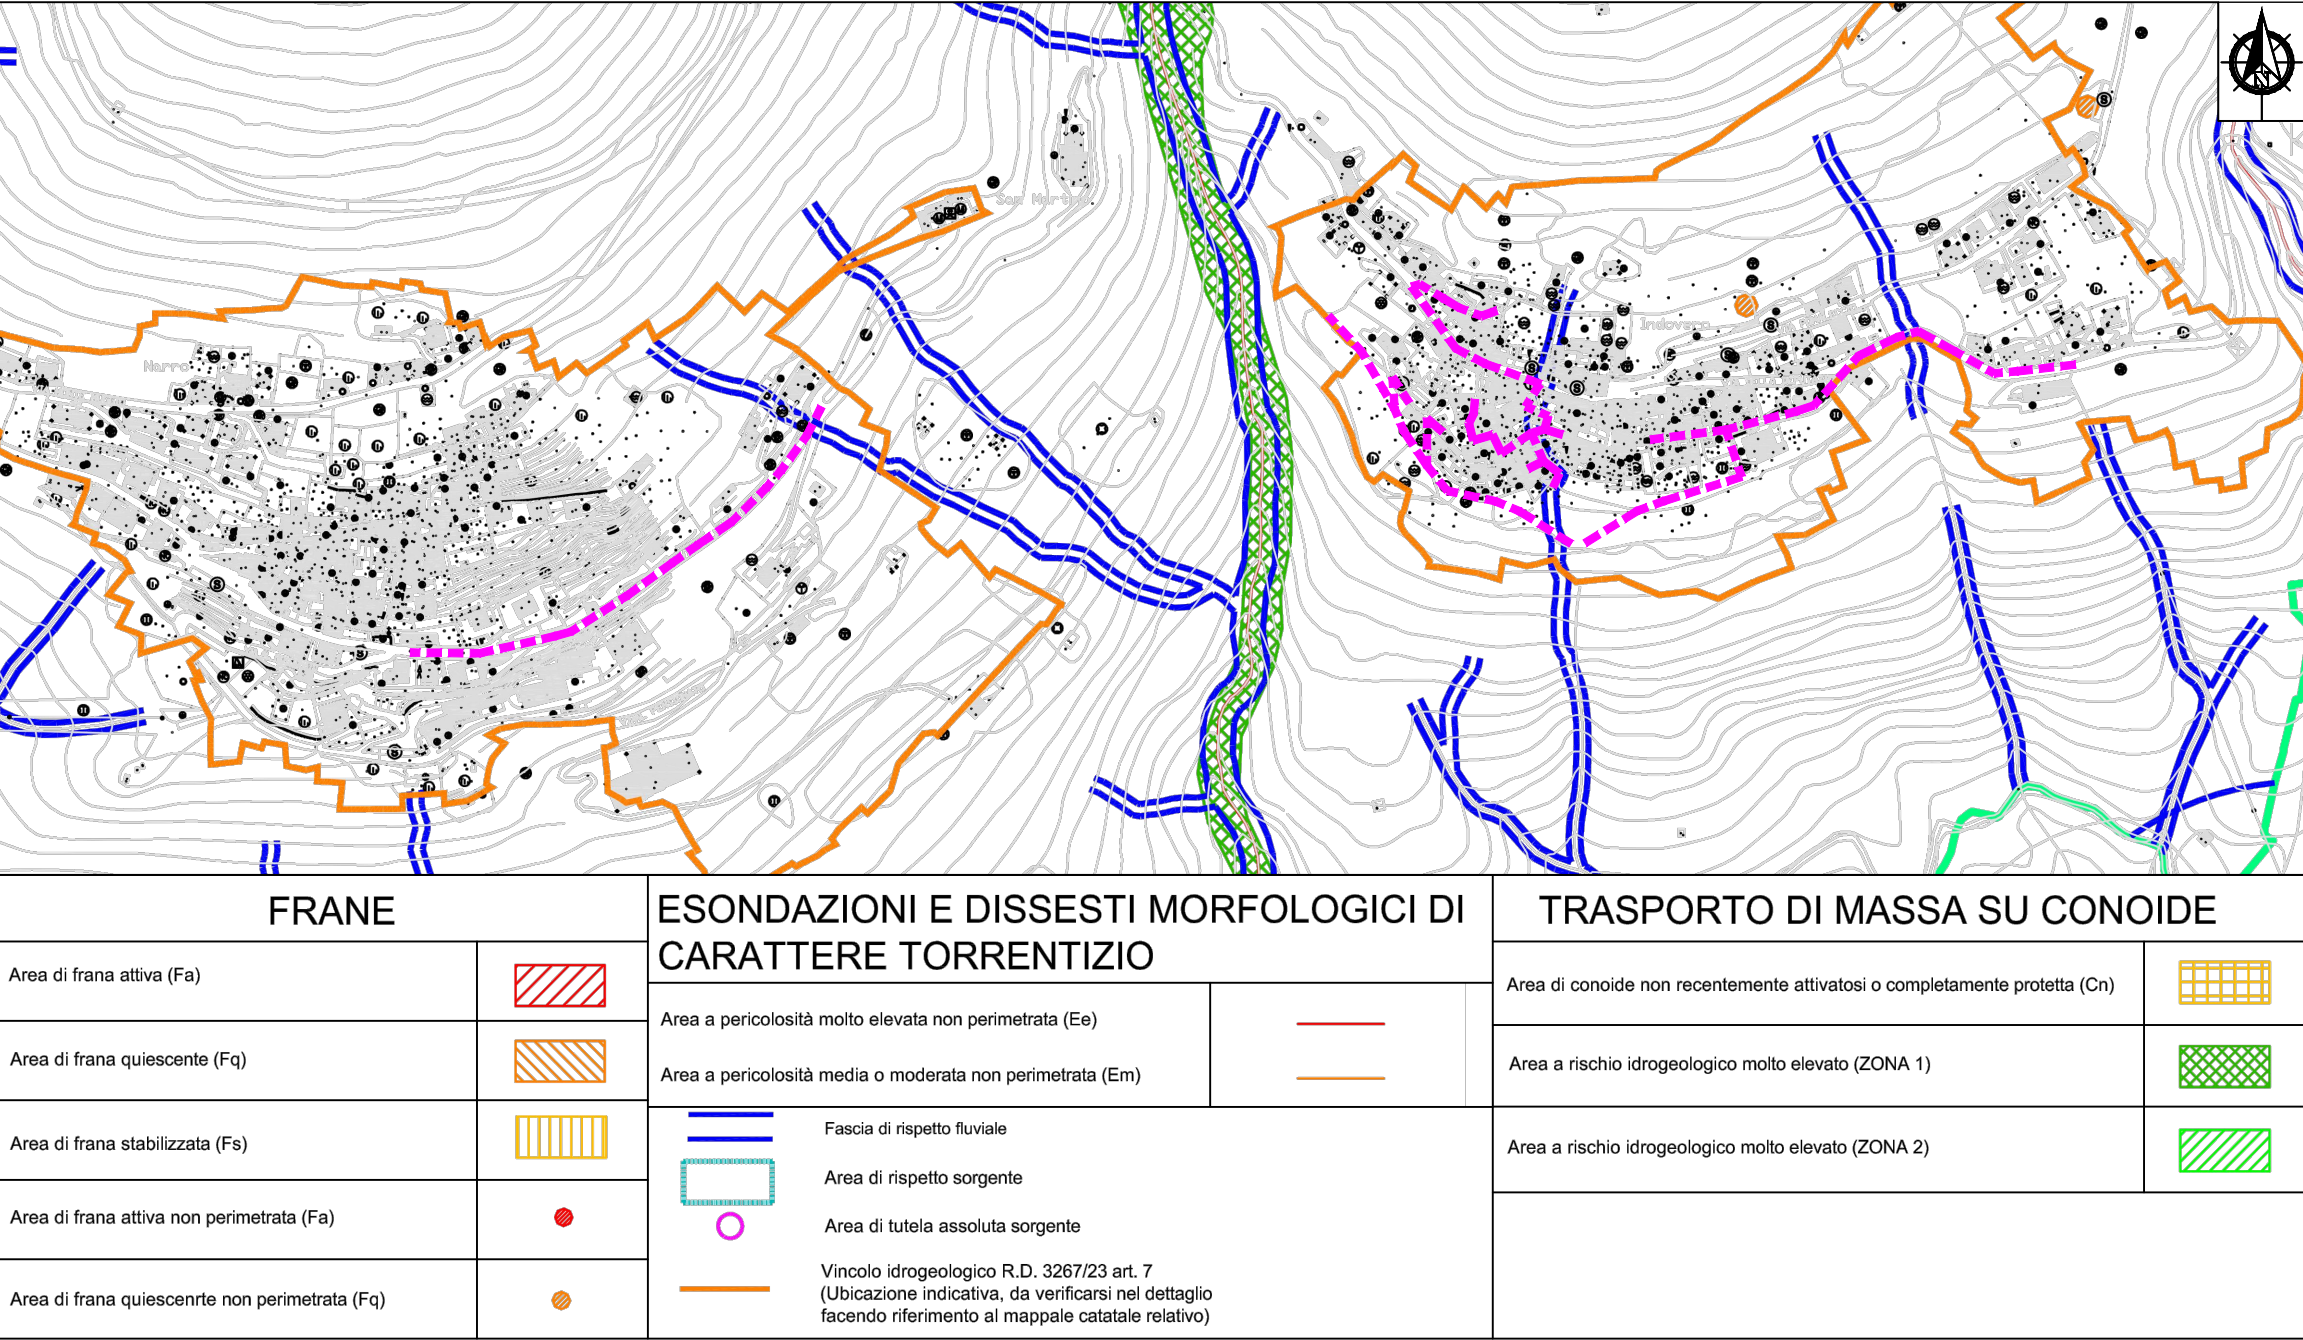 San Martino
Narro
Indovero
N
FRANE
Area di frana attiva (Fa)
Area di frana quiescente (Fq)
Area di frana stabilizzata (Fs)
Area di frana attiva non perimetrata (Fa)
Area di frana quiescenrte non perimetrata (Fq)
ESONDAZIONI E DISSESTI MORFOLOGICI DI
CARATTERE TORRENTIZIO
Area a pericolosità molto elevata non perimetrata (Ee)
Area a pericolosità media o moderata non perimetrata (Em)
Fascia di rispetto fluviale
Area di rispetto sorgente
Area di tutela assoluta sorgente
Vincolo idrogeologico R.D. 3267/23 art. 7
(Ubicazione indicativa, da verificarsi nel dettaglio
facendo riferimento al mappale catatale relativo)
TRASPORTO DI MASSA SU CONOIDE
Area di conoide non recentemente attivatosi o completamente protetta (Cn)
Area a rischio idrogeologico molto elevato (ZONA 1)
Area a rischio idrogeologico molto elevato (ZONA 2)